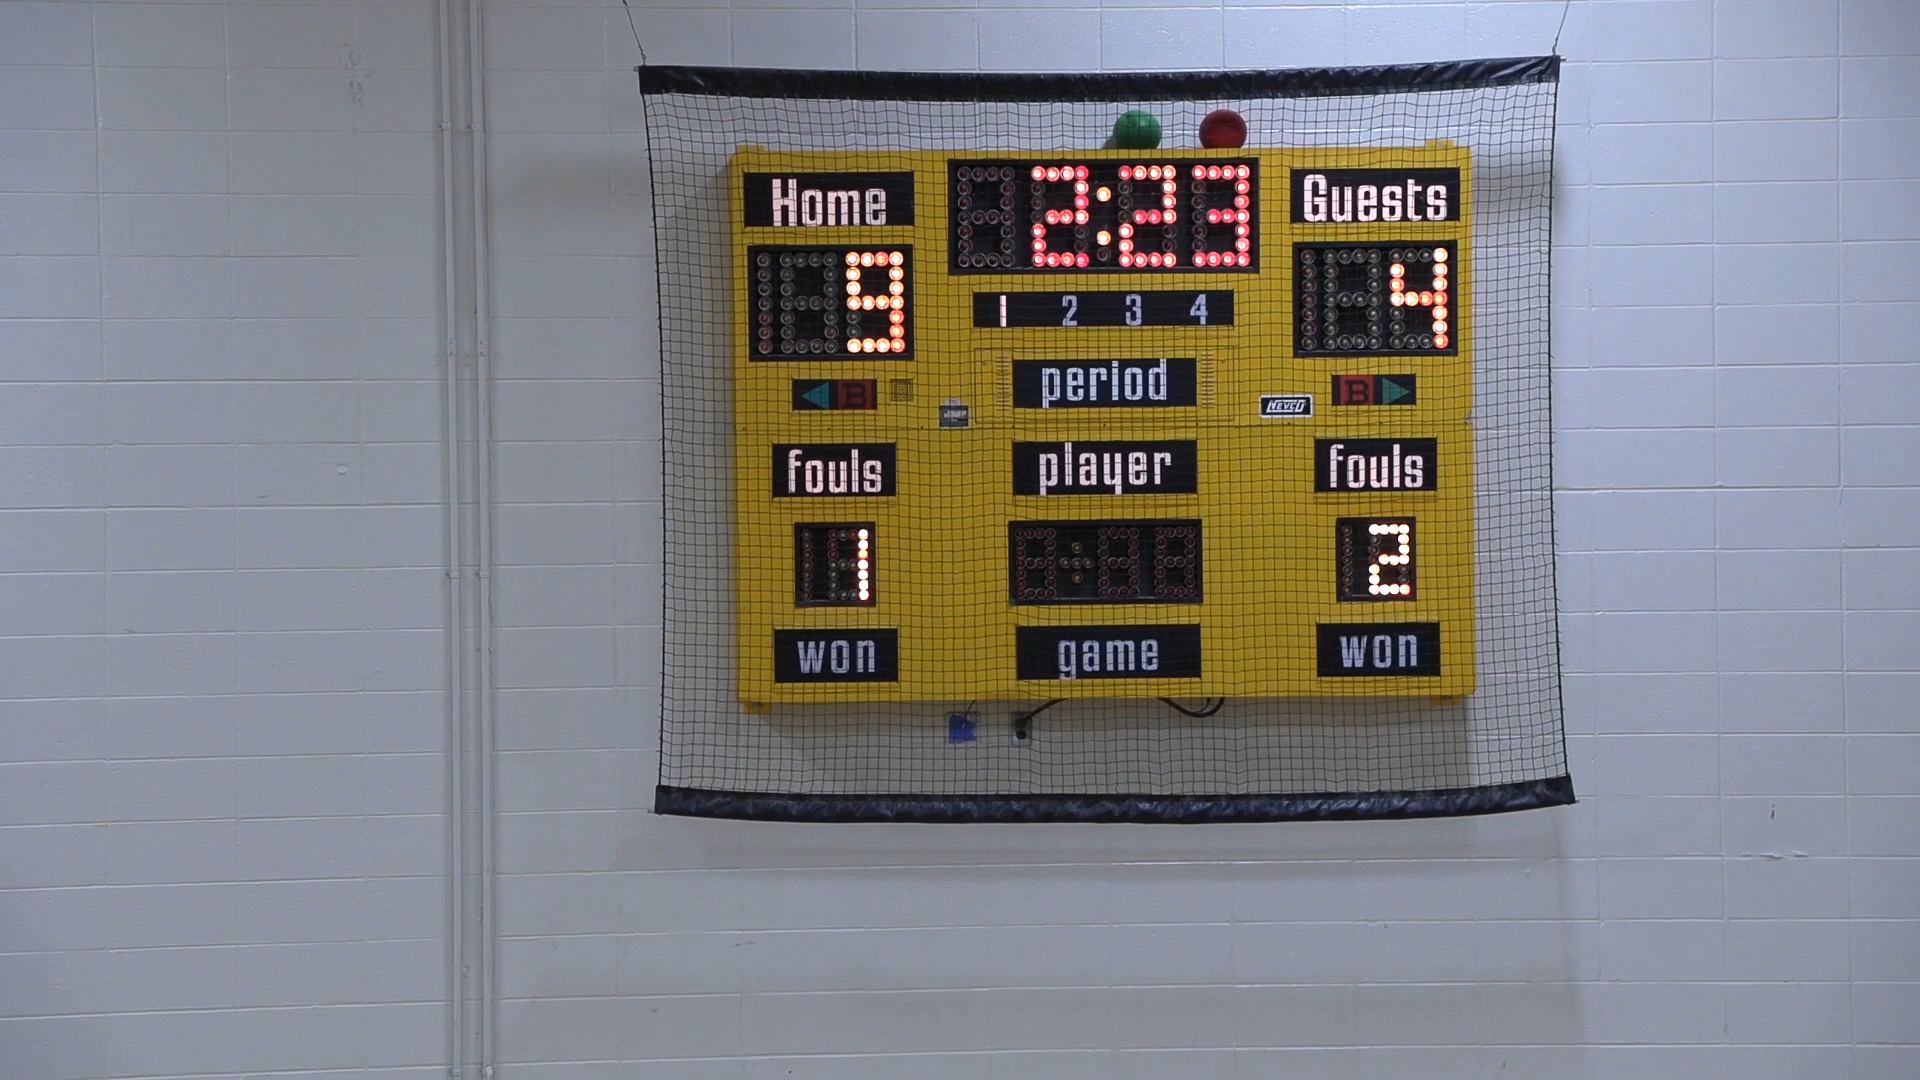 Home 2:23 Guests
9 1 2 3 4 4
period
B B
NEVCO
fouls player fouls
1 2
won game won